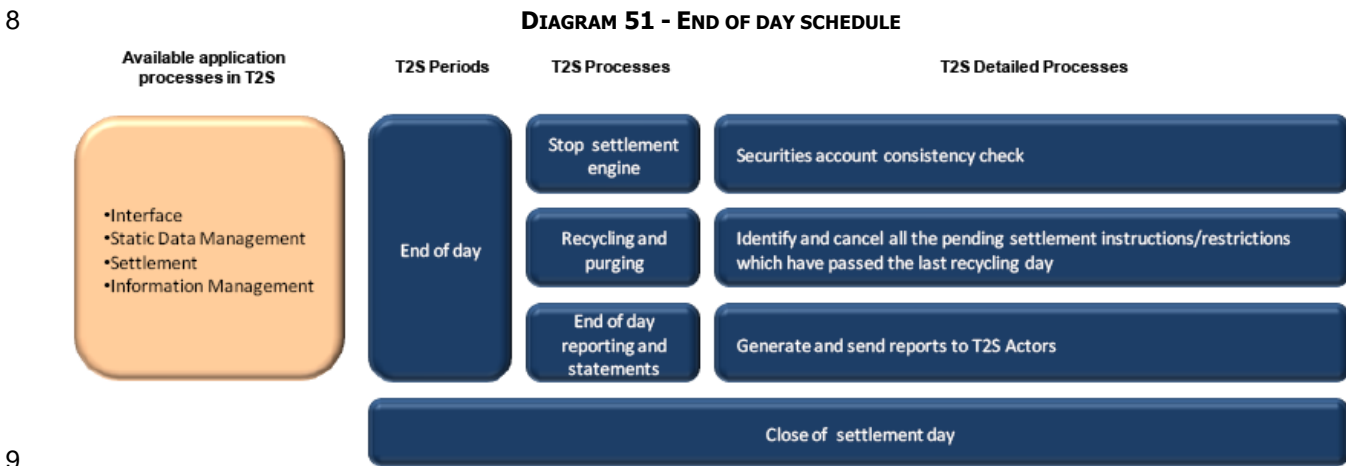 8
DIAGRAM 51 - END OF DAY SCHEDULE
Available application
processes in T2S
T2S Periods
T2S Processes
T2S Detailed Processes
•Interface
•Static Data Management
•Settlement
•Information Management
End of day
Stop settlement
engine
Securities account consistency check
Recycling and
purging
Identify and cancel all the pending settlement instructions/restrictions
which have passed the last recycling day
End of day
reporting and
statements
Generate and send reports to T2S Actors
Close of settlement day
9